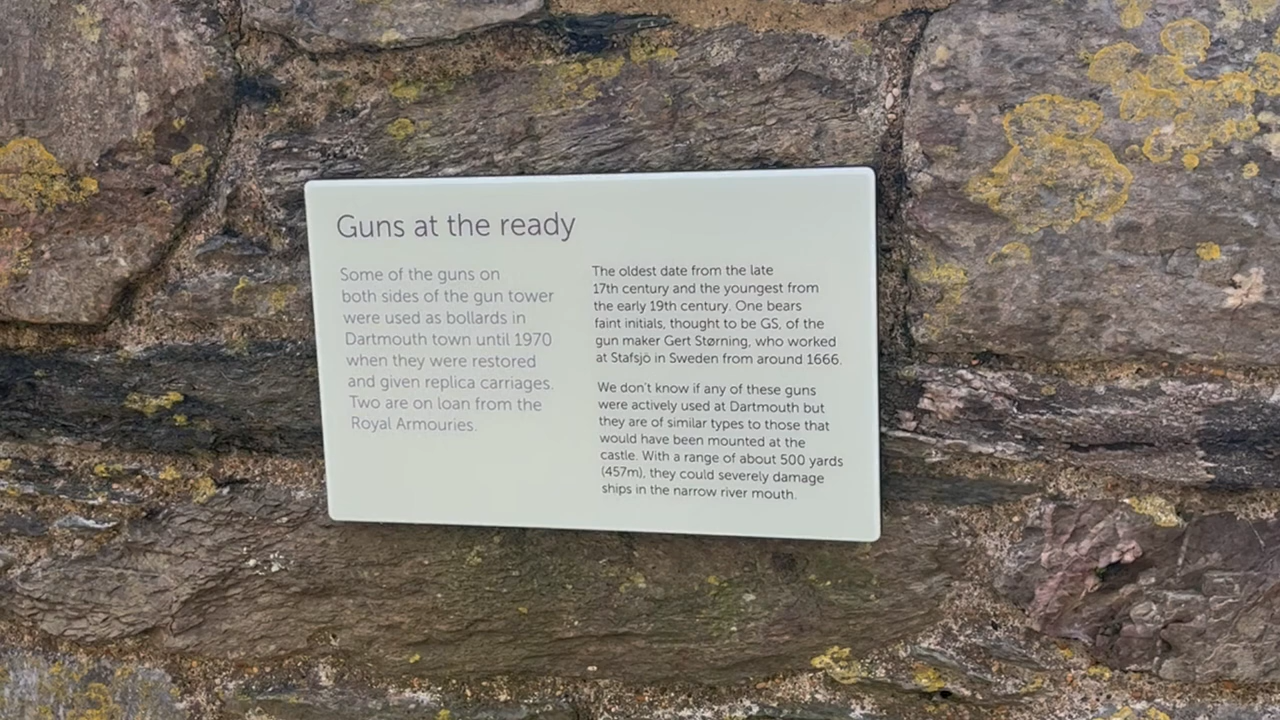 Guns at the ready
Some of the guns on
both sides of the gun tower
were used as bollards in
Dartmouth town until 1970
when they were restored
and given replica carriages.
Two are on loan from the
Royal Armouries.
The oldest date from the late
17th century and the youngest from
the early 19th century. One bears
faint initials, thought to be GS, of the
gun maker Gert Størning, who worked
at Stafsjö in Sweden from around 1666.
We don't know if any of these guns
were actively used at Dartmouth but
they are of similar types to those that
would have been mounted at the
castle. With a range of about 500 yards
(457m), they could severely damage
ships in the narrow river mouth.